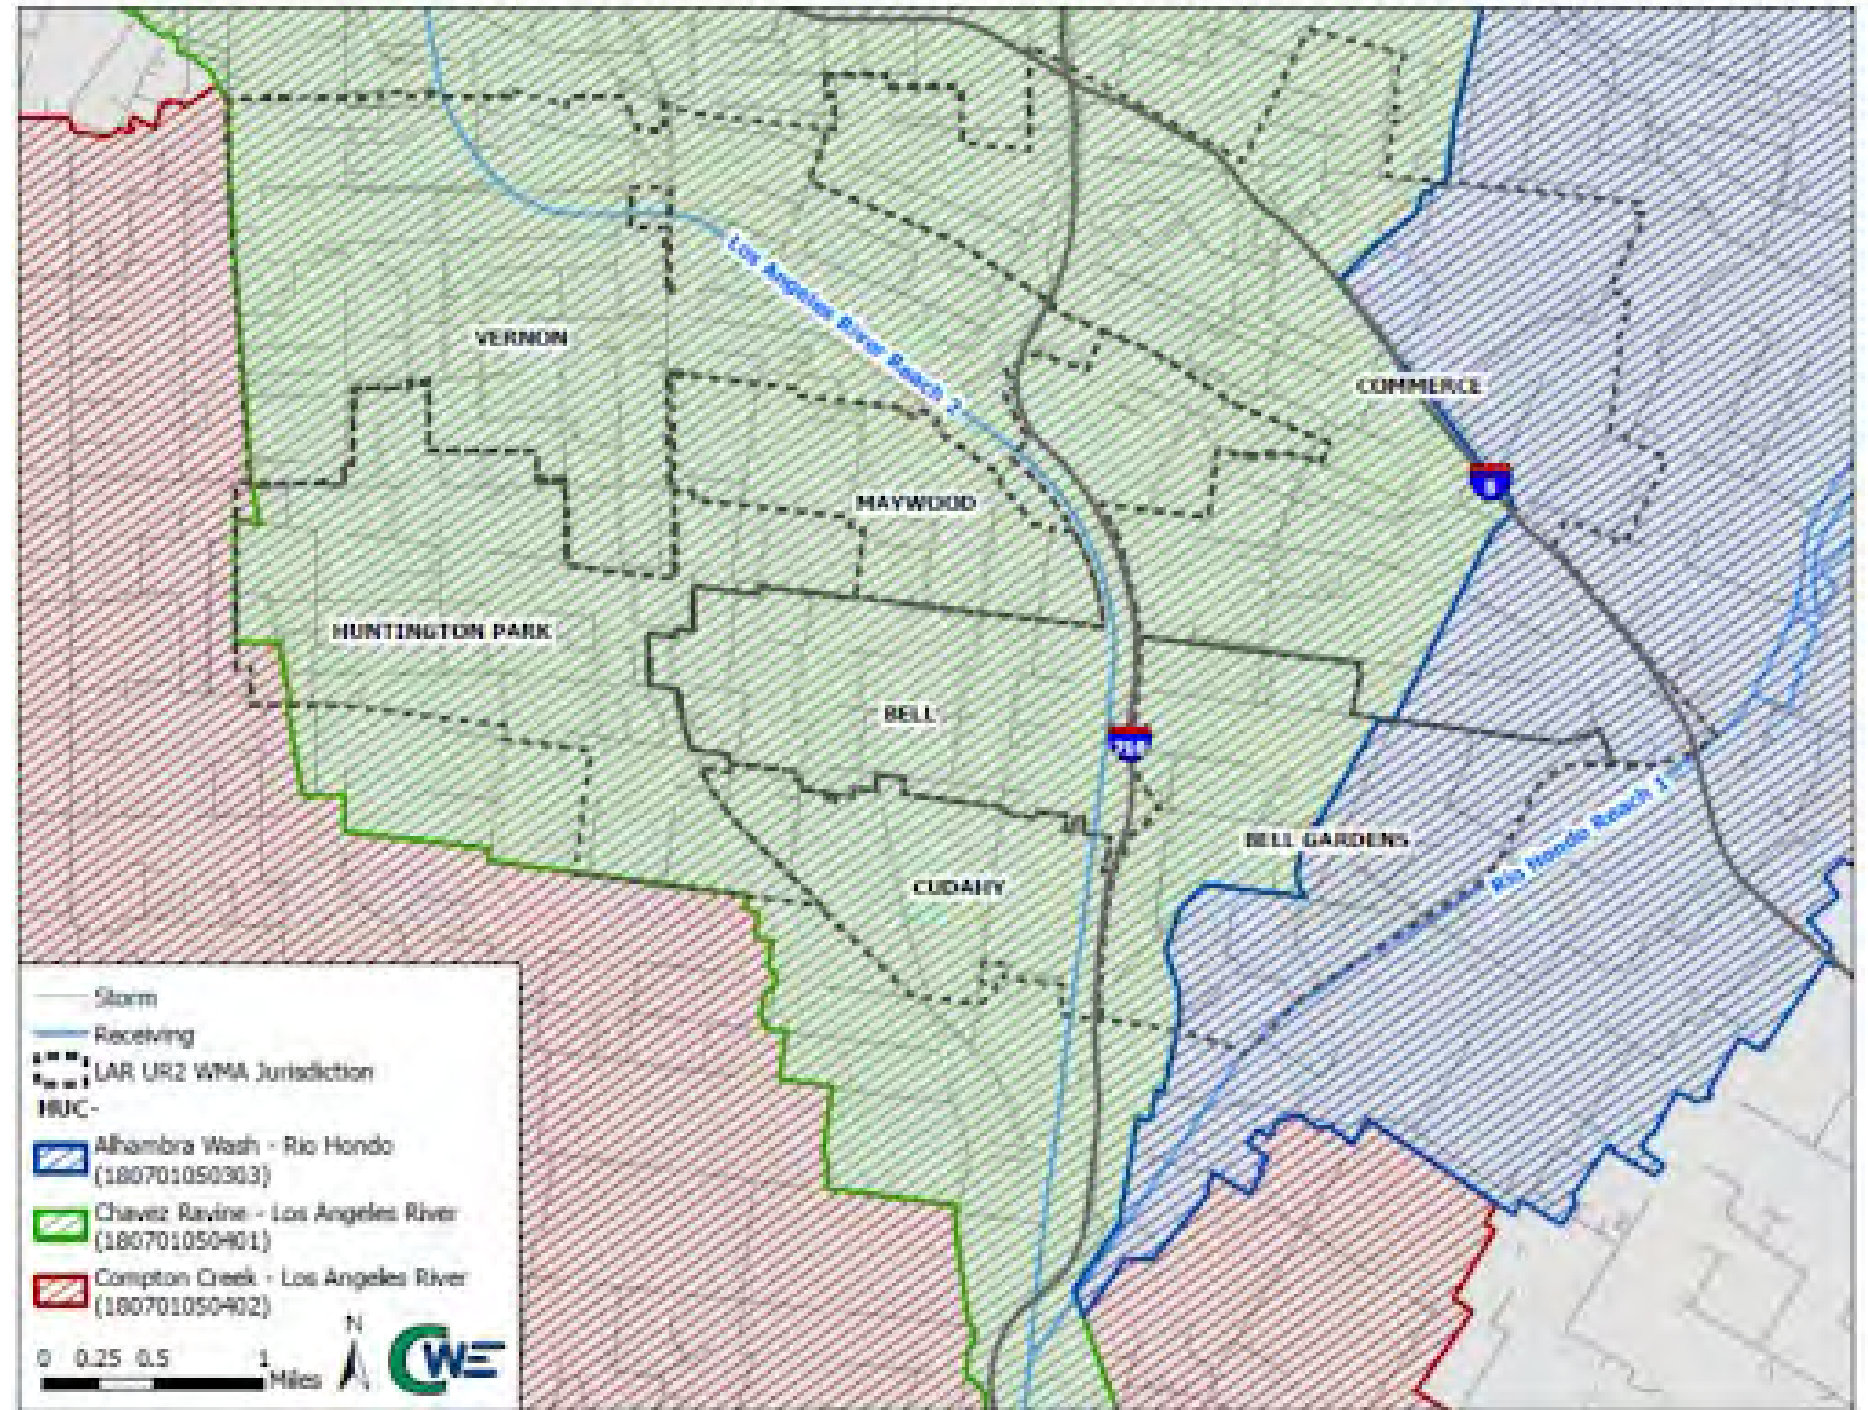 Los Angeles River Reach 2
VERNON
COMMERCE
5
MAYWOOD
HUNTINGTON PARK
BELL
710
BELL GARDENS
Rio Hondo Reach 1
CUDAHY
Storm
Receiving
LAR UR2 WMA Jurisdiction
HUC-
Alhambra Wash - Rio Hondo
(180701050303)
Chavez Ravine - Los Angeles River
(180701050401)
Compton Creek - Los Angeles River
(180701050402)
N
0 0.25 0.5 1
Miles
CWE